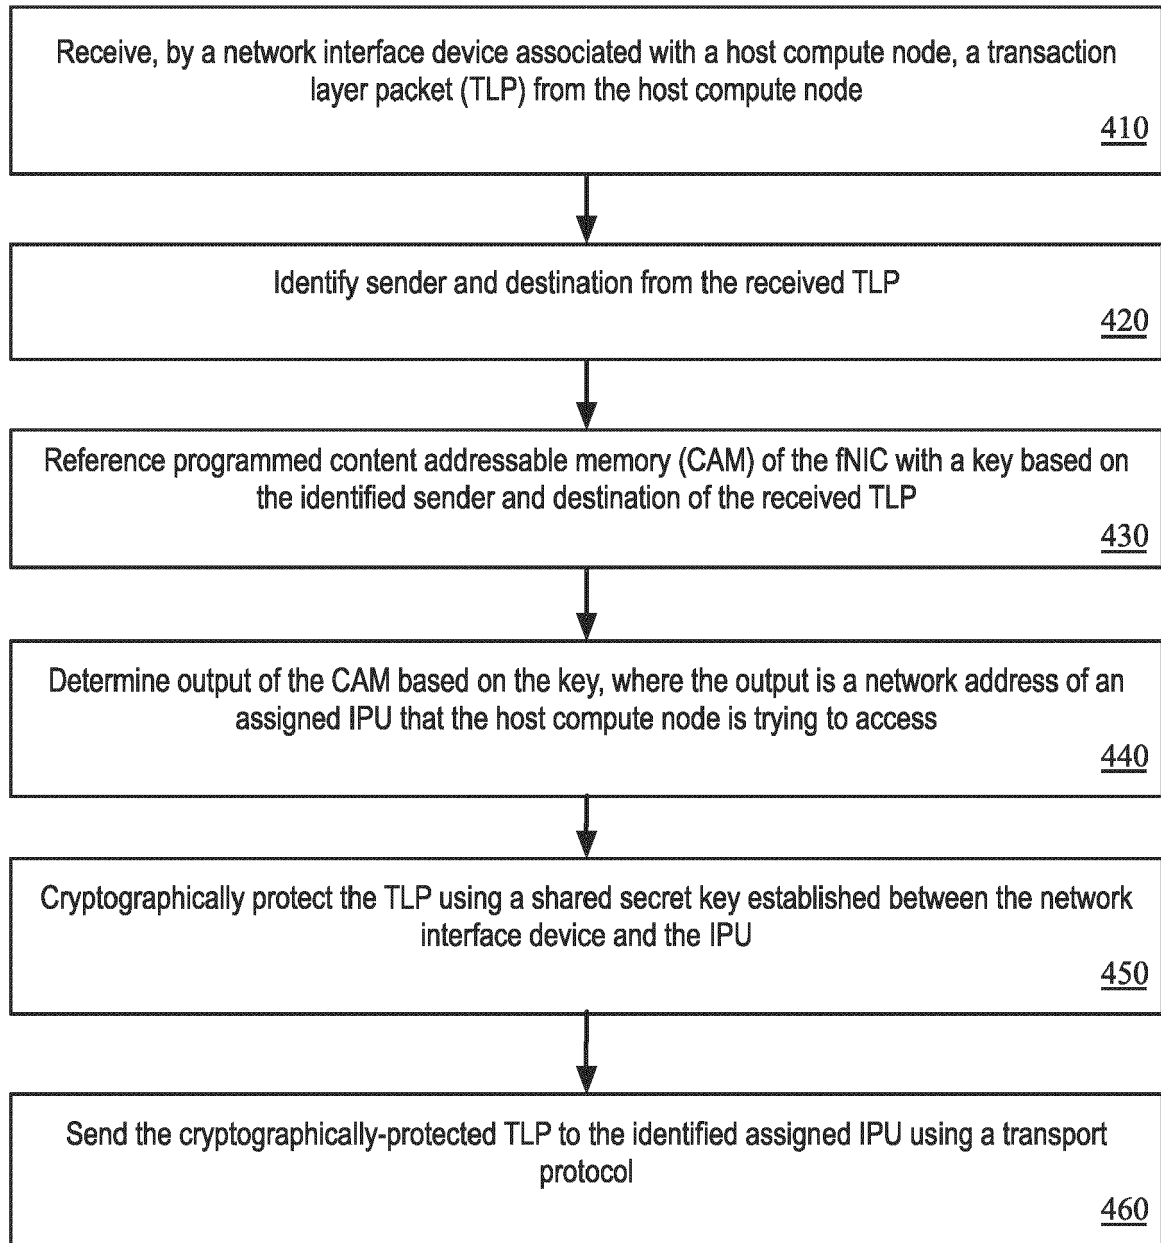 Receive, by a network interface device associated with a host compute node, a transaction
layer packet (TLP) from the host compute node
410
Identify sender and destination from the received TLP
420
Reference programmed content addressable memory (CAM) of the fNIC with a key based on
the identified sender and destination of the received TLP
430
Determine output of the CAM based on the key, where the output is a network address of an
assigned IPU that the host compute node is trying to access
440
Cryptographically protect the TLP using a shared secret key established between the network
interface device and the IPU
450
Send the cryptographically-protected TLP to the identified assigned IPU using a transport
protocol
460